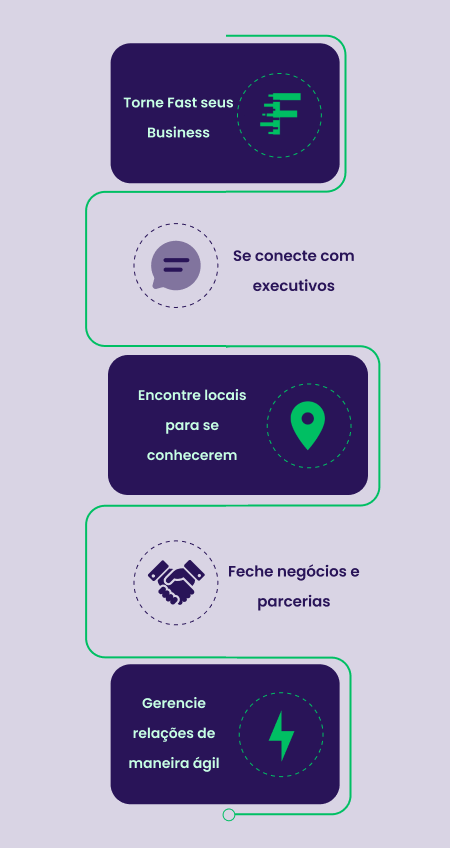 Torne Fast seus
Business
Se conecte com
executivos
Encontre locais
para se
conhecerem
Feche negócios e
parcerias
Gerencie
relações de
maneira ágil